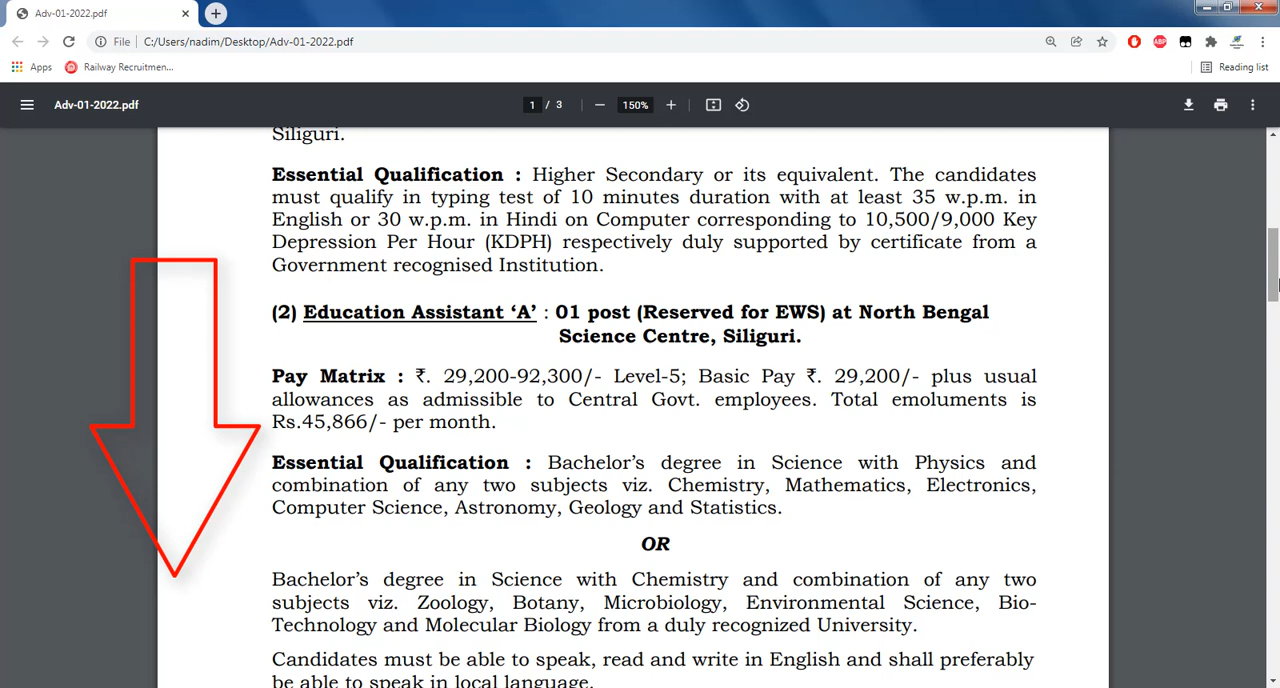 Adv-01-2022.pdf
File C:/Users/nadim/Desktop/Adv-01-2022.pdf
ABP
Apps Railway Recruitmen... Reading list
Adv-01-2022.pdf 1 / 3 150%
Siliguri.
Essential Qualification : Higher Secondary or its equivalent. The candidates
must qualify in typing test of 10 minutes duration with at least 35 w.p.m. in
English or 30 w.p.m. in Hindi on Computer corresponding to 10,500/9,000 Key
Depression Per Hour (KDPH) respectively duly supported by certificate from a
Government recognised Institution.
(2) Education Assistant ‘A’ : 01 post (Reserved for EWS) at North Bengal
Science Centre, Siliguri.
Pay Matrix : ₹. 29,200-92,300/- Level-5; Basic Pay ₹. 29,200/- plus usual
allowances as admissible to Central Govt. employees. Total emoluments is
Rs.45,866/- per month.
Essential Qualification : Bachelor’s degree in Science with Physics and
combination of any two subjects viz. Chemistry, Mathematics, Electronics,
Computer Science, Astronomy, Geology and Statistics.
OR
Bachelor’s degree in Science with Chemistry and combination of any two
subjects viz. Zoology, Botany, Microbiology, Environmental Science, Bio-
Technology and Molecular Biology from a duly recognized University.
Candidates must be able to speak, read and write in English and shall preferably
be able to speak in local language.